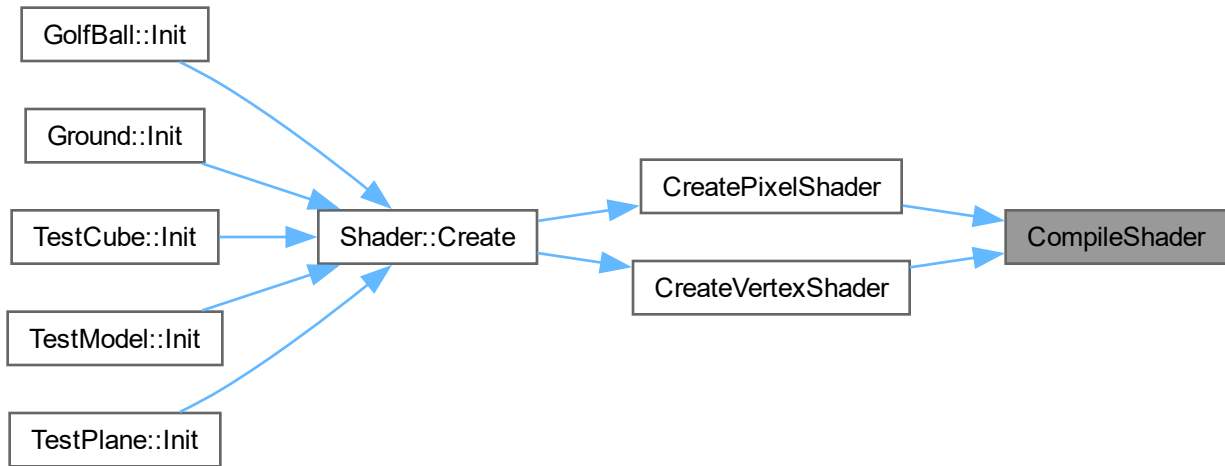 GolfBall::Init
Ground::Init
TestCube::Init
TestModel::Init
TestPlane::Init
Shader::Create
CreatePixelShader
CreateVertexShader
CompileShader